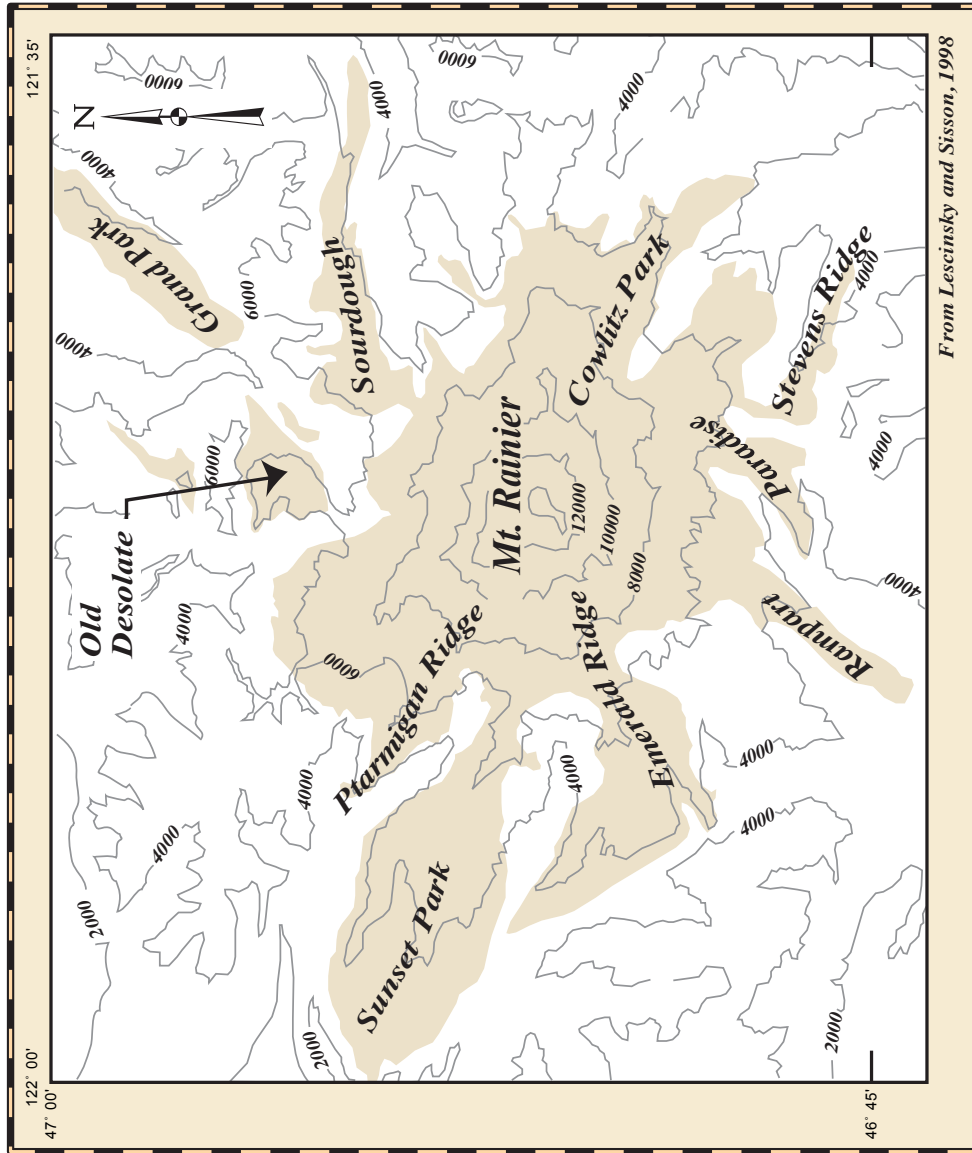 122° 00'
121° 35'
47° 00'
46° 45'
N
2000
4000
4000
4000
6000
4000
6000
4000
6000
6000
4000
6000
4000
2000
4000
12000
10000
8000
4000
4000
4000
4000
4000
2000
Old
Desolate
Grand Park
Sourdough
Ptarmigan Ridge
Mt. Rainier
Cowlitz Park
Sunset Park
Emerald Ridge
Paradise
Stevens Ridge
Rampart
From Lescinsky and Sisson, 1998